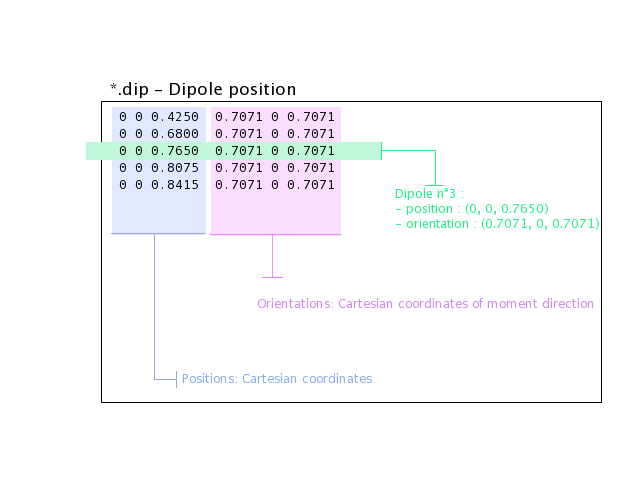 *.dip – Dipole position
0 0 0.4250 0.7071 0 0.7071
0 0 0.6800 0.7071 0 0.7071
0 0 0.7650 0.7071 0 0.7071
0 0 0.8075 0.7071 0 0.7071
0 0 0.8415 0.7071 0 0.7071
Dipole n°3 :
– position : (0, 0, 0.7650)
– orientation : (0.7071, 0, 0.7071)
Orientations: Cartesian coordinates of moment direction
Positions: Cartesian coordinates